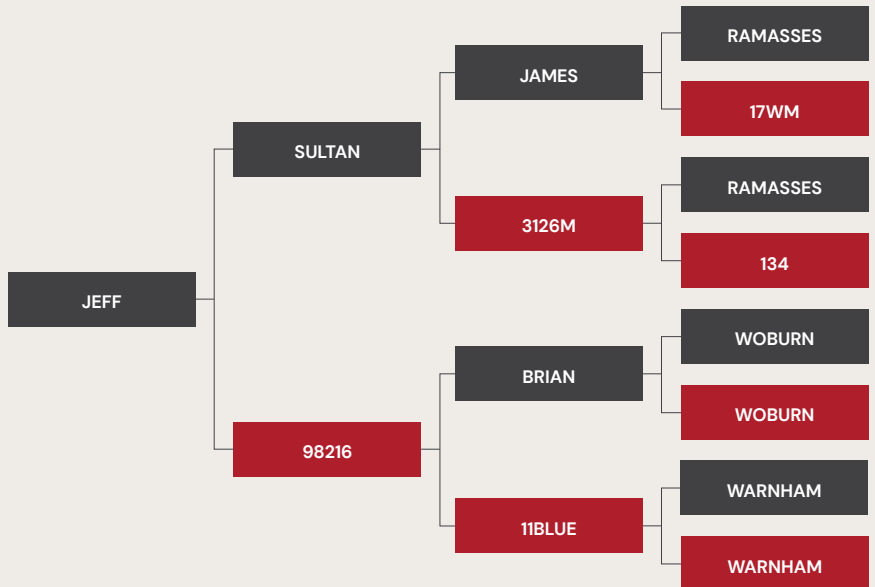 RAMASSES
JAMES
17WM
SULTAN
RAMASSES
3126M
134
JEFF
WOBURN
BRIAN
WOBURN
98216
WARNHAM
11BLUE
WARNHAM